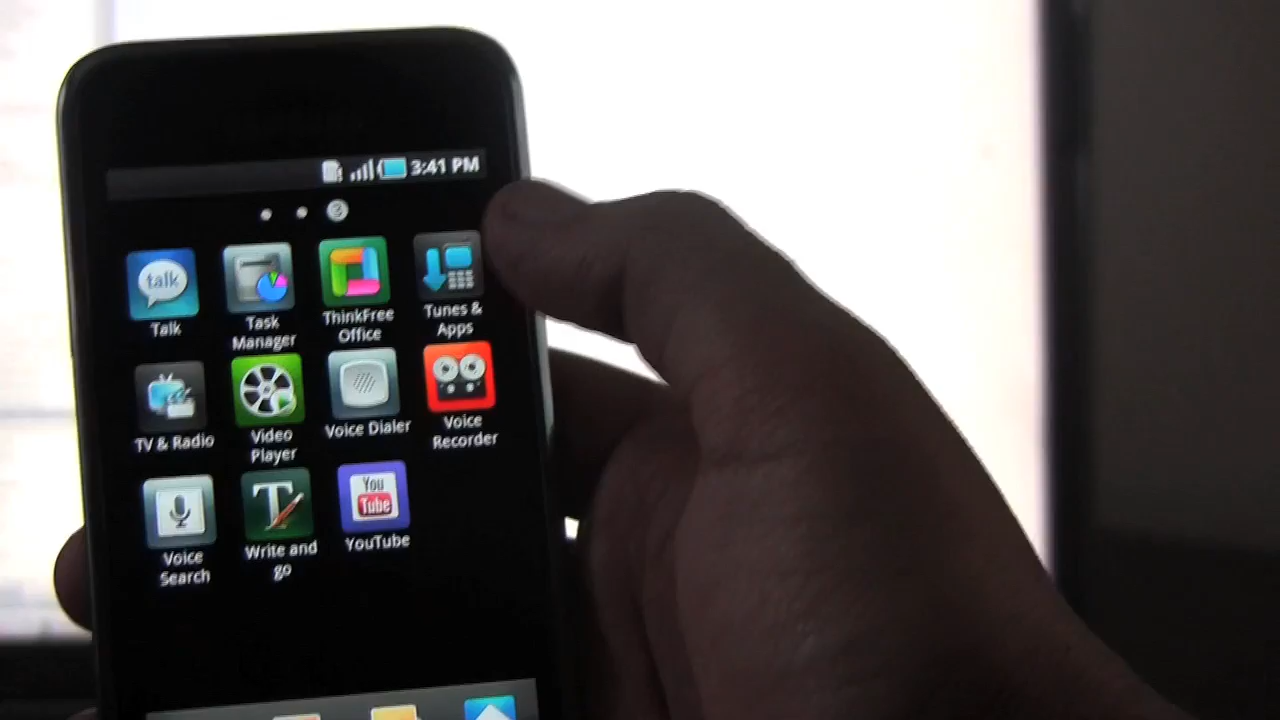 3:41 PM
3
talk
Talk
Task
Manager
ThinkFree
Office
Tunes &
Apps
TV & Radio
Video
Player
Voice Dialer
Voice
Recorder
T
You
Tube
Voice
Search
Write and
go
YouTube